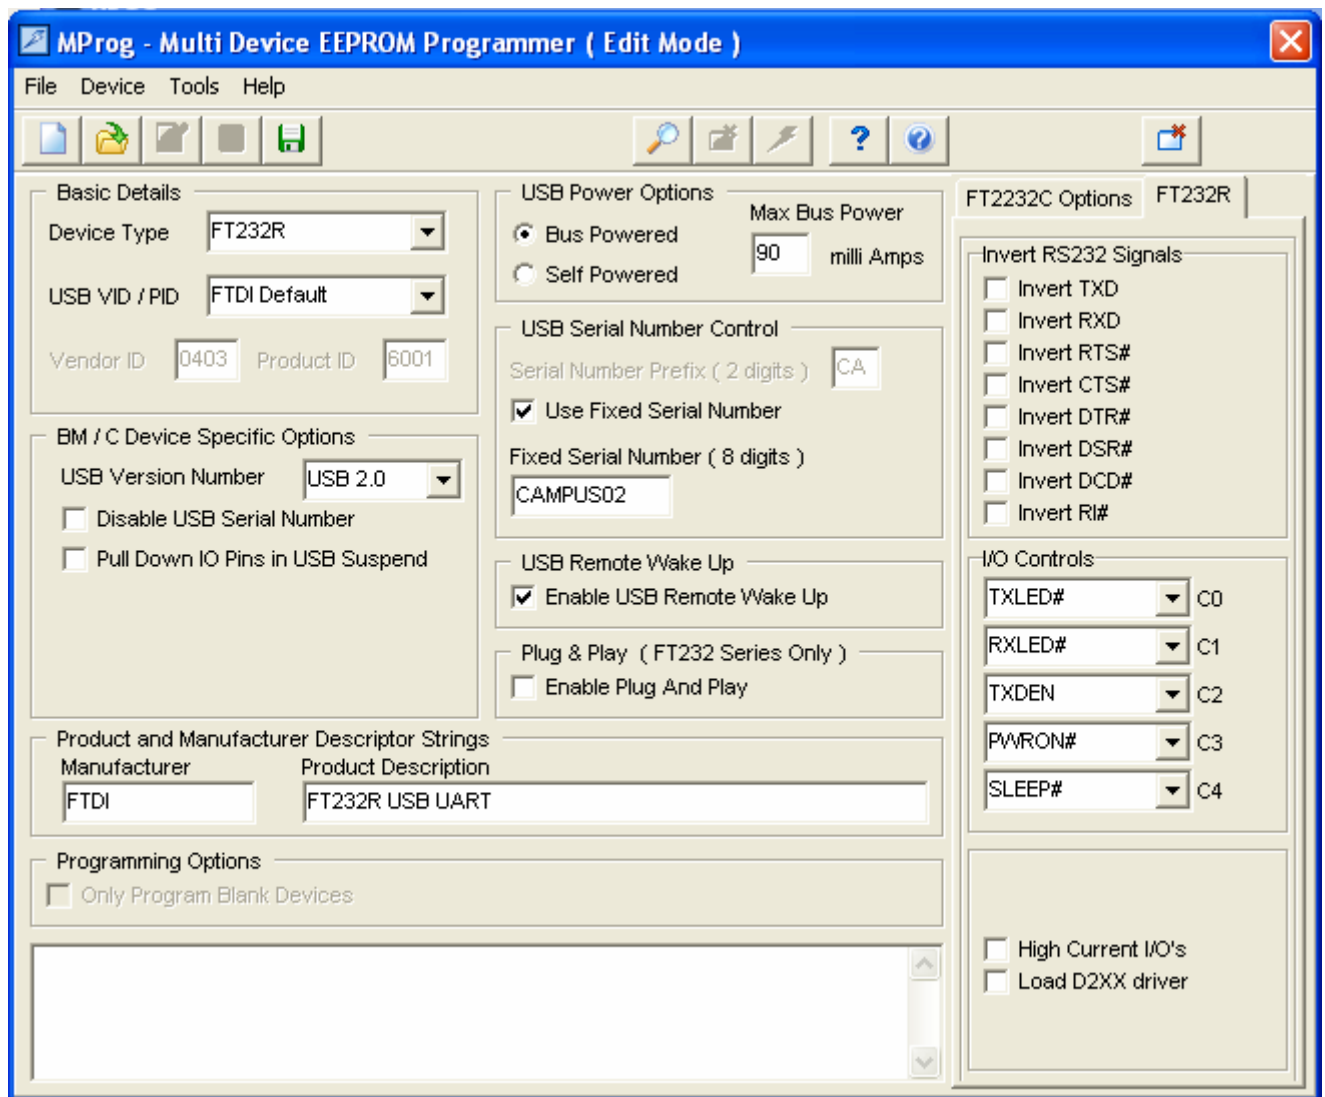 MProg - Multi Device EEPROM Programmer ( Edit Mode )
File Device Tools Help
Basic Details
Device Type FT232R
USB VID / PID FTDI Default
Vendor ID 0403 Product ID 6001
BM / C Device Specific Options
USB Version Number USB 2.0
Disable USB Serial Number
Pull Down IO Pins in USB Suspend
USB Power Options
Bus Powered
Self Powered
Max Bus Power
90 milli Amps
USB Serial Number Control
Serial Number Prefix ( 2 digits ) CA
Use Fixed Serial Number
Fixed Serial Number ( 8 digits )
CAMPUS02
USB Remote Wake Up
Enable USB Remote Wake Up
Plug & Play ( FT232 Series Only )
Enable Plug And Play
Product and Manufacturer Descriptor Strings
Manufacturer Product Description
FTDI FT232R USB UART
Programming Options
Only Program Blank Devices
FT2232C Options FT232R
Invert RS232 Signals
Invert TXD
Invert RXD
Invert RTS#
Invert CTS#
Invert DTR#
Invert DSR#
Invert DCD#
Invert RI#
I/O Controls
TXLED# C0
RXLED# C1
TXDEN C2
PWRON# C3
SLEEP# C4
High Current I/O's
Load D2XX driver